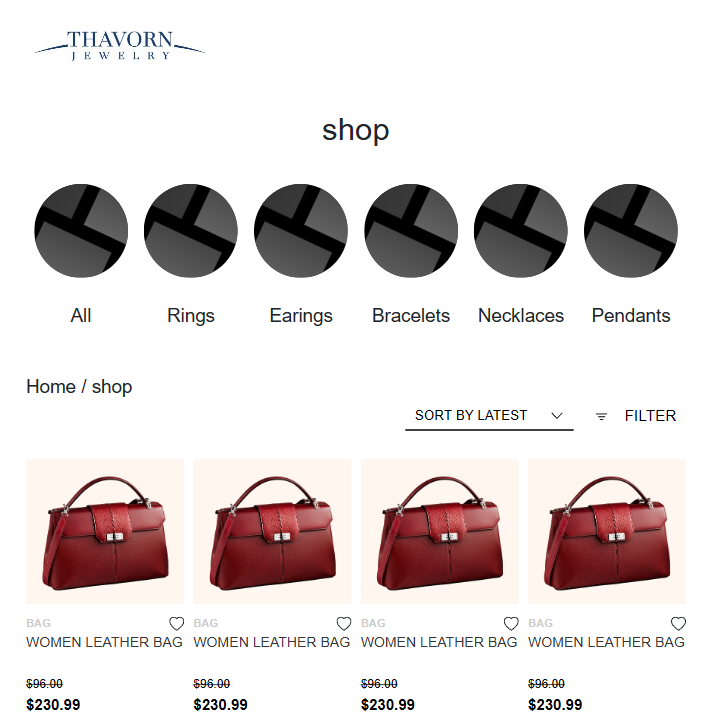 THAVORN
JEWELRY
shop
All Rings Earings Bracelets Necklaces Pendants
Home / shop
SORT BY LATEST FILTER
BAG BAG BAG BAG
WOMEN LEATHER BAG WOMEN LEATHER BAG WOMEN LEATHER BAG WOMEN LEATHER BAG
$96.00 $96.00 $96.00 $96.00
$230.99 $230.99 $230.99 $230.99